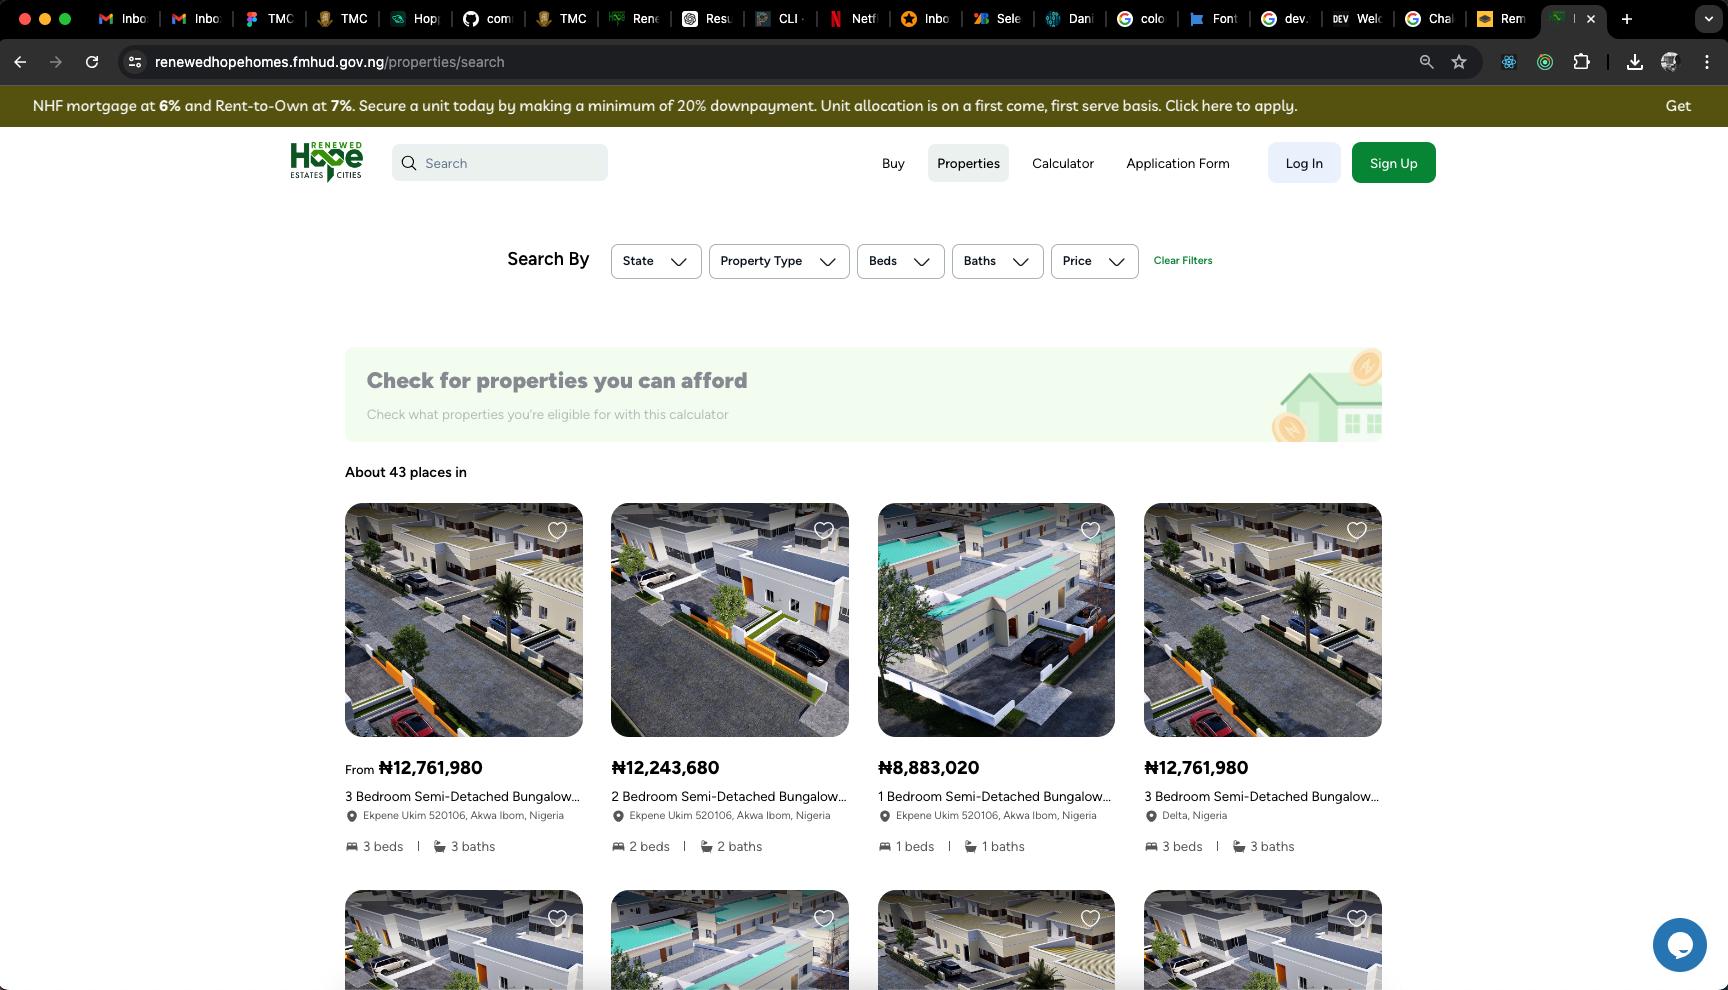 Inbo
Inbo
TMC
TMC
Hopp
com
TMC
Rene
Resu
CLI
Netf
Inbo
Sele
Dani
colo
Font
dev.
DEV
Welc
Chal
Rem
renewedhopehomes.fmhud.gov.ng/properties/search
NHF mortgage at 6% and Rent-to-Own at 7%. Secure a unit today by making a minimum of 20% downpayment. Unit allocation is on a first come, first serve basis. Click here to apply.
Get
RENEWED
Hope
ESTATES CITIES
Search
Buy
Properties
Calculator
Application Form
Log In
Sign Up
Search By
State
Property Type
Beds
Baths
Price
Clear Filters
Check for properties you can afford
Check what properties you're eligible for with this calculator
About 43 places in
From ₦12,761,980
3 Bedroom Semi-Detached Bungalow...
Ekpene Ukim 520106, Akwa Ibom, Nigeria
3 beds | 3 baths
₦12,243,680
2 Bedroom Semi-Detached Bungalow...
Ekpene Ukim 520106, Akwa Ibom, Nigeria
2 beds | 2 baths
₦8,883,020
1 Bedroom Semi-Detached Bungalow...
Ekpene Ukim 520106, Akwa Ibom, Nigeria
1 beds | 1 baths
₦12,761,980
3 Bedroom Semi-Detached Bungalow...
Delta, Nigeria
3 beds | 3 baths